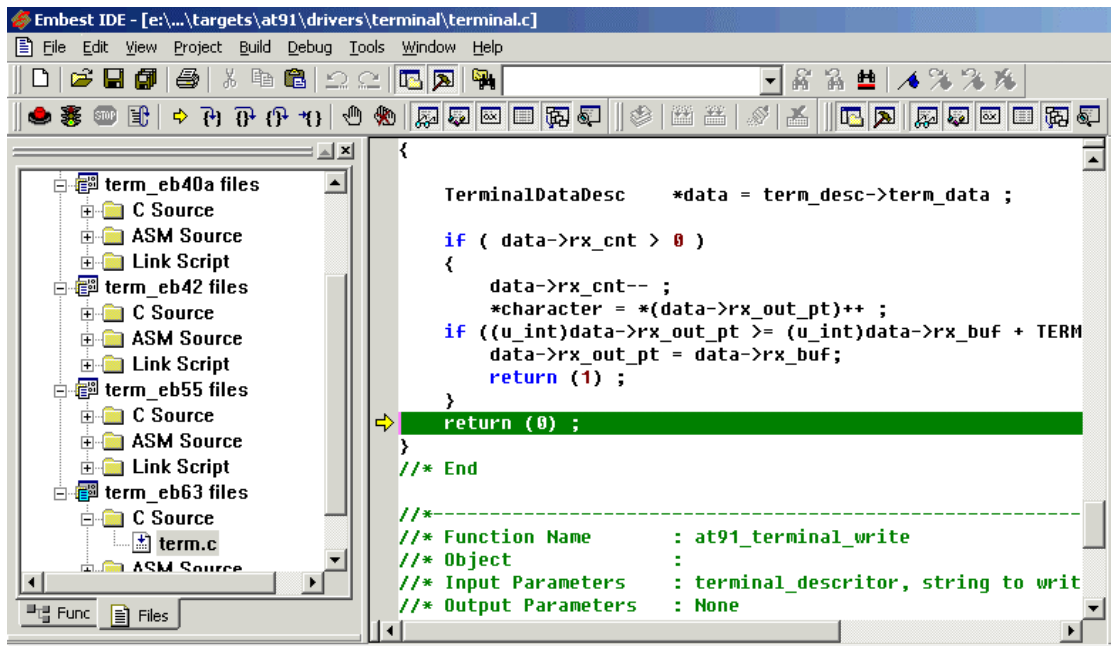 Embest IDE - [e:\...\targets\at91\drivers\terminal\terminal.c]
File Edit View Project Build Debug Tools Window Help
STOP
term_eb40a files
C Source
ASM Source
Link Script
term_eb42 files
C Source
ASM Source
Link Script
term_eb55 files
C Source
ASM Source
Link Script
term_eb63 files
C Source
term.c
ASM Source
Func Files
{
TerminalDataDesc *data = term_desc->term_data ;
if ( data->rx_cnt > 0 )
{
data->rx_cnt-- ;
*character = *(data->rx_out_pt)++ ;
if ((u_int)data->rx_out_pt >= (u_int)data->rx_buf + TERM
data->rx_out_pt = data->rx_buf;
return (1) ;
}
return (0) ;
}
//* End
//*----------------------------------------------------------
//* Function Name : at91_terminal_write
//* Object :
//* Input Parameters : terminal_descritor, string to writ
//* Output Parameters : None